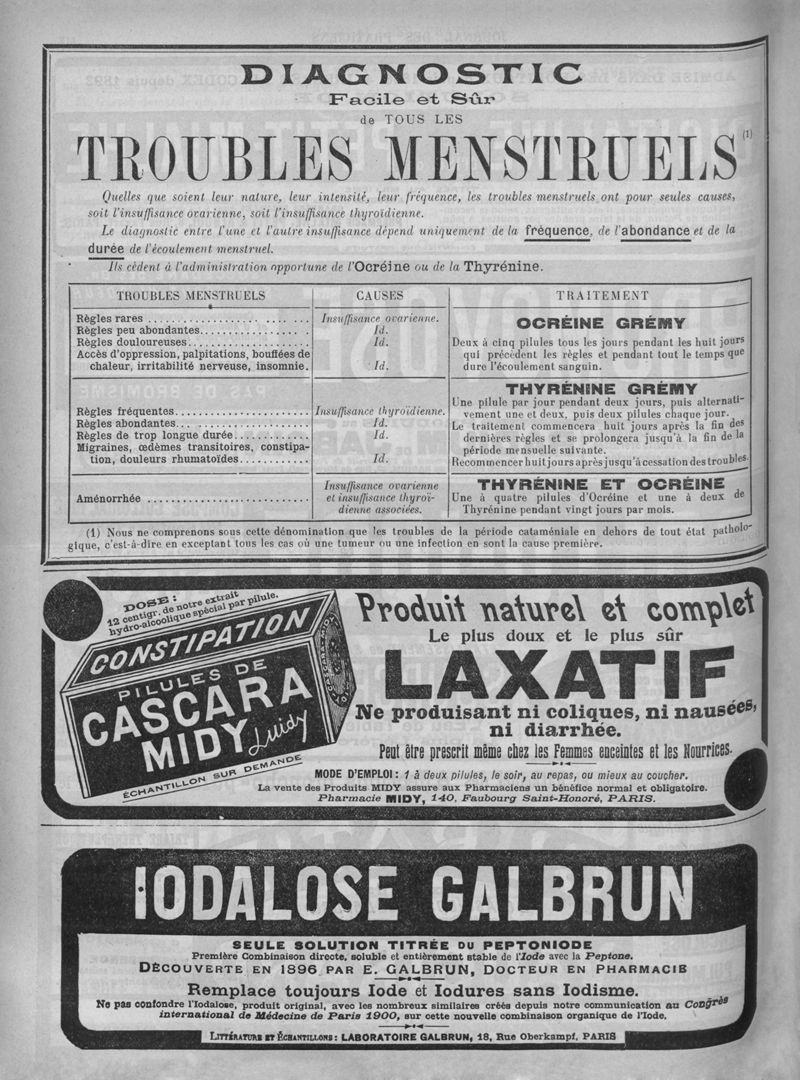 DIAGNOSTIC
Facile et Sûr
de TOUS LES
TROUBLES MENSTRUELS (1)
Quelles que soient leur nature, leur intensité, leur fréquence, les troubles menstruels ont pour seules causes,
soit l'insuffisance ovarienne, soit l'insuffisance thyroïdienne.
Le diagnostic entre l'une et l'autre insuffisance dépend uniquement de la fréquence, de l'abondance et de la
durée de l'écoulement menstruel.
Ils cèdent à l'administration opportune de l'Ocréine ou de la Thyrénine.
TROUBLES MENSTRUELS
CAUSES
TRAITEMENT
Règles rares
Règles peu abondantes
Règles douloureuses
Accès d'oppression, palpitations, bouffées de
chaleur, irritabilité nerveuse, insomnie.
Insuffisance ovarienne.
Id.
Id.
Id.
OCRÉINE GRÉMY
Deux à cinq pilules tous les jours pendant les huit jours
qui précèdent les règles et pendant tout le temps que
dure l'écoulement sanguin.
Règles fréquentes
Règles abondantes
Règles de trop longue durée
Migraines, œdèmes transitoires, constipa-
tion, douleurs rhumatoïdes
Insuffisance thyroïdienne.
Id.
Id.
Id.
THYRÉNINE GRÉMY
Une pilule par jour pendant deux jours, puis alternati-
vement une et deux, puis deux pilules chaque jour.
Le traitement commencera huit jours après la fin des
dernières règles et se prolongera jusqu'à la fin de la
période mensuelle suivante.
Recommencer huit jours après jusqu'à cessation des troubles.
Aménorrhée
Insuffisance ovarienne
et insuffisance thyroï-
dienne associées.
THYRÉNINE ET OCRÉINE
Une à quatre pilules d'Ocréine et une à deux de
Thyrénine pendant vingt jours par mois.
(1) Nous ne comprenons sous cette dénomination que les troubles de la période cataméniale en dehors de tout état patholo-
gique, c'est-à-dire en exceptant tous les cas où une tumeur ou une infection en sont la cause première.
DOSE :
12 centigr. de notre extrait
hydro-alcoolique spécial par pilule.
CONSTIPATION
PILULES DE
CASCARA
MIDY
Midy
ÉCHANTILLON SUR DEMANDE
Produit naturel et complet
Le plus doux et le plus sûr
LAXATIF
Ne produisant ni coliques, ni nausées,
ni diarrhée.
Peut être prescrit même chez les Femmes enceintes et les Nourrices.
MODE D'EMPLOI : 1 à deux pilules, le soir, au repas, ou mieux au coucher.
La vente des Produits MIDY assure aux Pharmaciens un bénéfice normal et obligatoire.
Pharmacie MIDY, 140, Faubourg Saint-Honoré, PARIS.
IODALOSE GALBRUN
SEULE SOLUTION TITRÉE DU PEPTONIODE
Première Combinaison directe, soluble et entièrement stable de l'Iode avec la Peptone.
DÉCOUVERTE EN 1896 PAR E. GALBRUN, DOCTEUR EN PHARMACIE
Remplace toujours Iode et Iodures sans Iodisme.
Ne pas confondre l'Iodalose, produit original, avec les nombreux similaires créés depuis notre communication au Congrès
international de Médecine de Paris 1900, sur cette nouvelle combinaison organique de l'Iode.
LITTÉRATURE ET ÉCHANTILLONS : LABORATOIRE GALBRUN, 18, Rue Oberkampf, PARIS